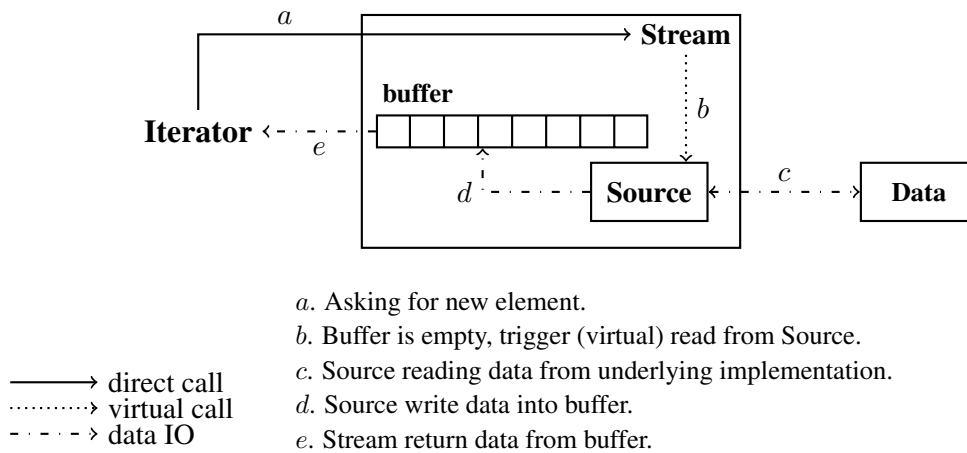 a
Stream
buffer
b
Iterator
e
c
d
Source
Data
a. Asking for new element.
b. Buffer is empty, trigger (virtual) read from Source.
c. Source reading data from underlying implementation.
d. Source write data into buffer.
e. Stream return data from buffer.
direct call
virtual call
data IO